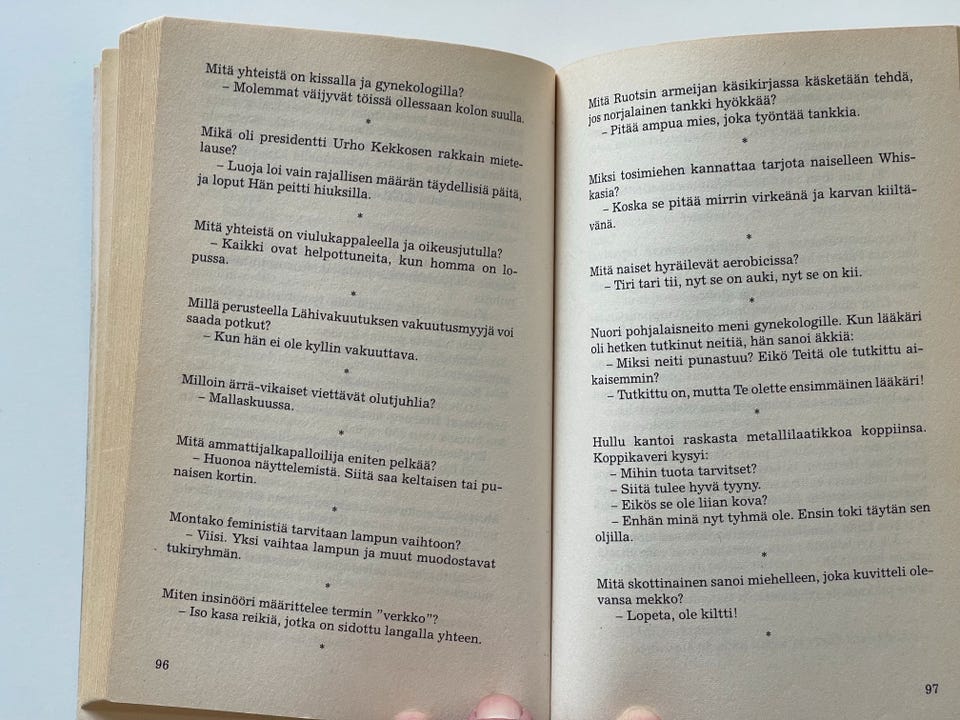 Mitä yhteistä on kissalla ja gynekologilla?
– Molemmat väijyvät töissä ollessaan kolon suulla.
*
Mikä oli presidentti Urho Kekkosen rakkain miete-
lause?
– Luoja loi vain rajallisen määrän täydellisiä päitä,
ja loput Hän peitti hiuksilla.
*
Mitä yhteistä on viulukappaleella ja oikeusjutulla?
– Kaikki ovat helpottuneita, kun homma on lo-
pussa.
*
Millä perusteella Lähivakuutuksen vakuutusmyyjä voi
saada potkut?
– Kun hän ei ole kyllin vakuuttava.
*
Milloin ärrä-vikaiset viettävät olutjuhlia?
– Mallaskuussa.
*
Mitä ammattijalkapalloilija eniten pelkää?
– Huonoa näyttelemistä. Siitä saa keltaisen tai pu-
naisen kortin.
*
Montako feministiä tarvitaan lampun vaihtoon?
– Viisi. Yksi vaihtaa lampun ja muut muodostavat
tukiryhmän.
*
Miten insinööri määrittelee termin ”verkko”?
– Iso kasa reikiä, jotka on sidottu langalla yhteen.
*
96
Mitä Ruotsin armeijan käsikirjassa käsketään tehdä,
jos norjalainen tankki hyökkää?
– Pitää ampua mies, joka työntää tankkia.
*
Miksi tosimiehen kannattaa tarjota naiselleen Whis-
kasia?
– Koska se pitää mirrin virkeänä ja karvan kiiltä-
vänä.
*
Mitä naiset hyräilevät aerobicissa?
– Tiri tari tii, nyt se on auki, nyt se on kii.
*
Nuori pohjalaisneito meni gynekologille. Kun lääkäri
oli hetken tutkinut neitiä, hän sanoi äkkiä:
– Miksi neiti punastuu? Eikö Teitä ole tutkittu ai-
kaisemmin?
– Tutkittu on, mutta Te olette ensimmäinen lääkäri!
*
Hullu kantoi raskasta metallilaatikkoa koppiinsa.
Koppikaveri kysyi:
– Mihin tuota tarvitset?
– Siitä tulee hyvä tyyny.
– Eikös se ole liian kova?
– Enhän minä nyt tyhmä ole. Ensin toki täytän sen
oljilla.
*
Mitä skottinainen sanoi miehelleen, joka kuvitteli ole-
vansa mekko?
– Lopeta, ole kiltti!
*
97